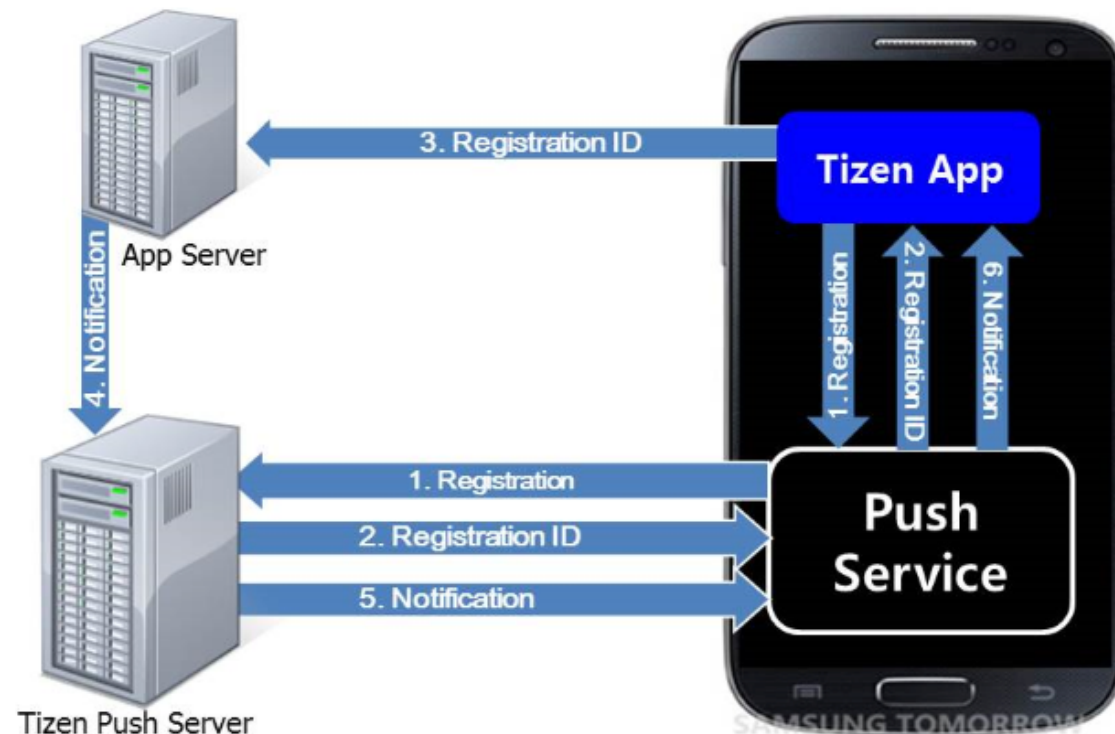 3. Registration ID
Tizen App
App Server
4. Notification
1. Registration
2. Registration ID
6. Notification
1. Registration
2. Registration ID
5. Notification
Push
Service
Tizen Push Server
SAMSUNG TOMORROW